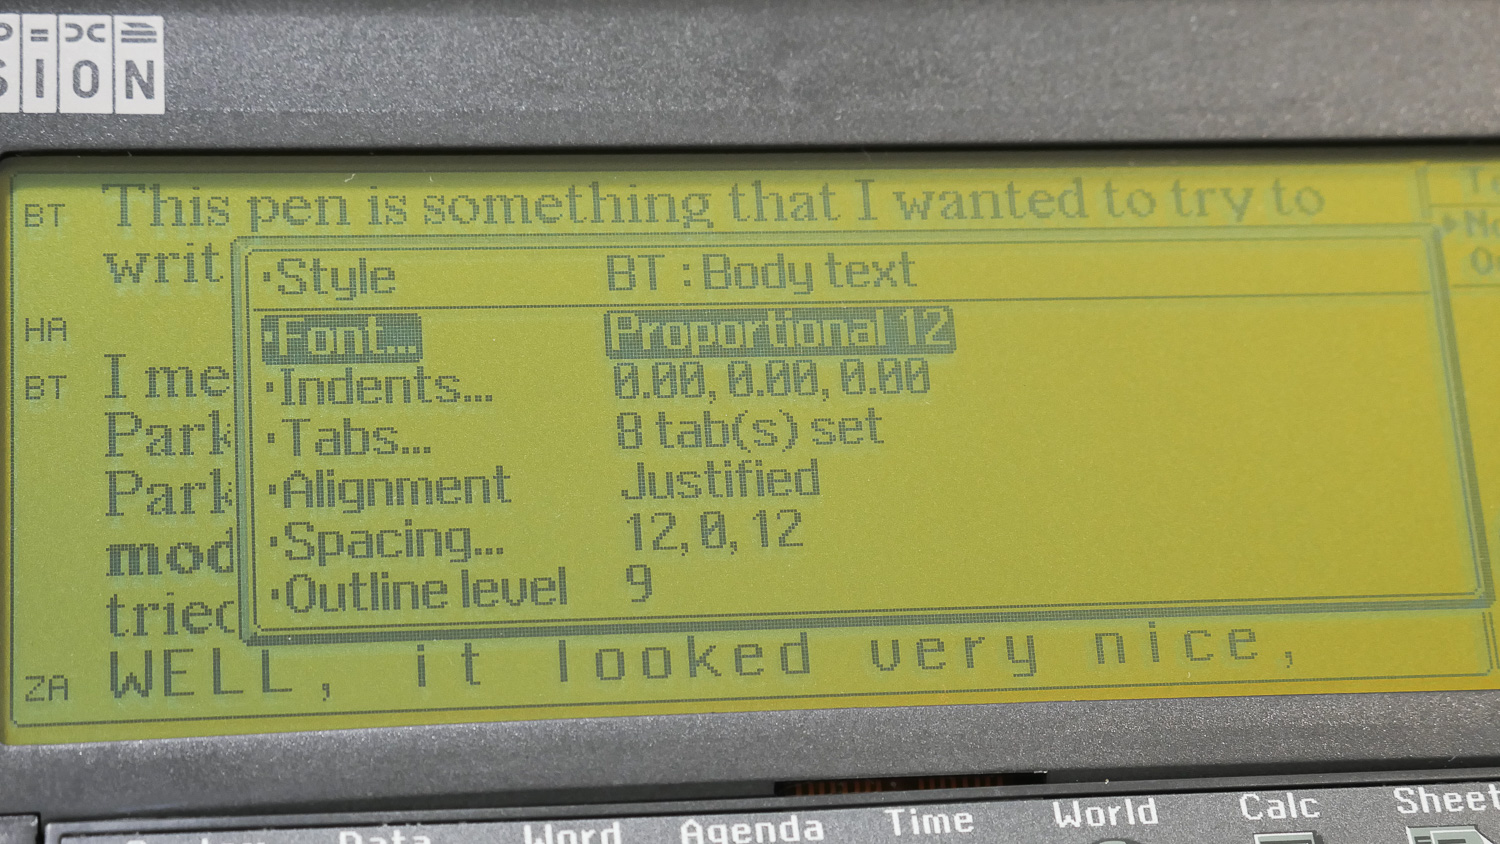 SION
BT This pen is something that I wanted to try to
writ
·Style BT : Body text
HA
·Font... Proportional 12
BT I me
·Indents... 0.00, 0.00, 0.00
Park
·Tabs... 8 tab(s) set
Park
·Alignment Justified
mod
·Spacing... 12, 0, 12
tried
·Outline level 9
ZA WELL, it looked very nice,
Data Word Agenda Time World Calc Sheet